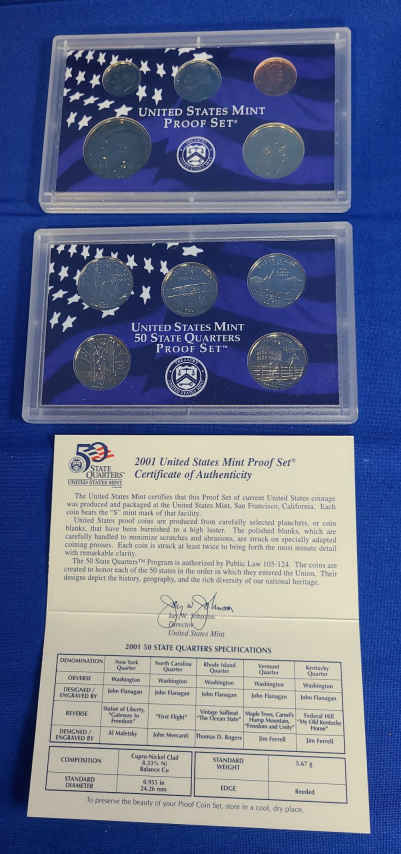 UNITED STATES MINT
PROOF SET®
UNITED STATES MINT
50 STATE QUARTERS
PROOF SET™
50
STATE
QUARTERS
UNITED STATES MINT
2001 United States Mint Proof Set®
Certificate of Authenticity
The United States Mint certifies that this Proof Set of current United States coinage
was produced and packaged at the United States Mint, San Francisco, California. Each
coin bears the "S" mint mark of that facility.
United States proof coins are produced from carefully selected planchets, or coin
blanks, that have been burnished to a high luster. The polished blanks, which are
carefully handled to minimize scratches and abrasions, are struck on specially adapted
coining presses. Each coin is struck at least twice to bring forth the most minute detail
with remarkable clarity.
The 50 State Quarters™ Program is authorized by Public Law 105-124. The coins are
created to honor each of the 50 states in the order in which they entered the Union. Their
designs depict the history, geography, and the rich diversity of our national heritage.
Jay W. Johnson
Director
United States Mint
2001 50 STATE QUARTERS SPECIFICATIONS
DENOMINATION New York Quarter North Carolina Quarter Rhode Island Quarter Vermont Quarter Kentucky Quarter
OBVERSE Washington Washington Washington Washington Washington
DESIGNED / ENGRAVED BY John Flanagan John Flanagan John Flanagan John Flanagan John Flanagan
REVERSE Statue of Liberty, "Gateway to Freedom" "First Flight" Vintage Sailboat "The Ocean State" Maple Trees, Camel's Hump Mountain, "Freedom and Unity" Federal Hill "My Old Kentucky Home"
DESIGNED / ENGRAVED BY Al Maletsky John Mercanti Thomas D. Rogers Jim Ferrell Jim Ferrell
COMPOSITION Cupro-Nickel Clad 8.33% Ni Balance Cu STANDARD WEIGHT 5.67 g
STANDARD DIAMETER 0.955 in 24.26 mm EDGE Reeded
To preserve the beauty of your Proof Coin Set, store in a cool, dry place.